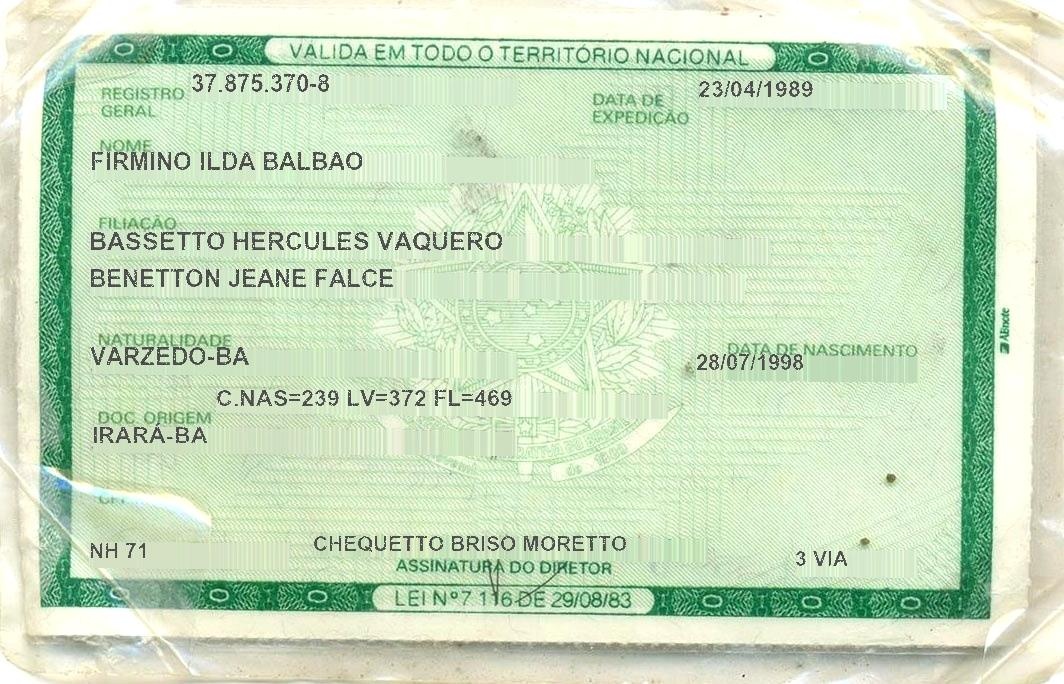 VÁLIDA EM TODO O TERRITÓRIO NACIONAL
REGISTRO GERAL 37.875.370-8 DATA DE EXPEDIÇÃO 23/04/1989
NOME
FIRMINO ILDA BALBAO
FILIAÇÃO
BASSETTO HERCULES VAQUERO
BENETTON JEANE FALCE
NATURALIDADE DATA DE NASCIMENTO
VARZEDO-BA 28/07/1998
C.NAS=239 LV=372 FL=469
DOC. ORIGEM
IRARÁ-BA
CPF
NH 71 CHEQUETTO BRISO MORETTO 3 VIA
ASSINATURA DO DIRETOR
LEI Nº 7.116 DE 29/08/83